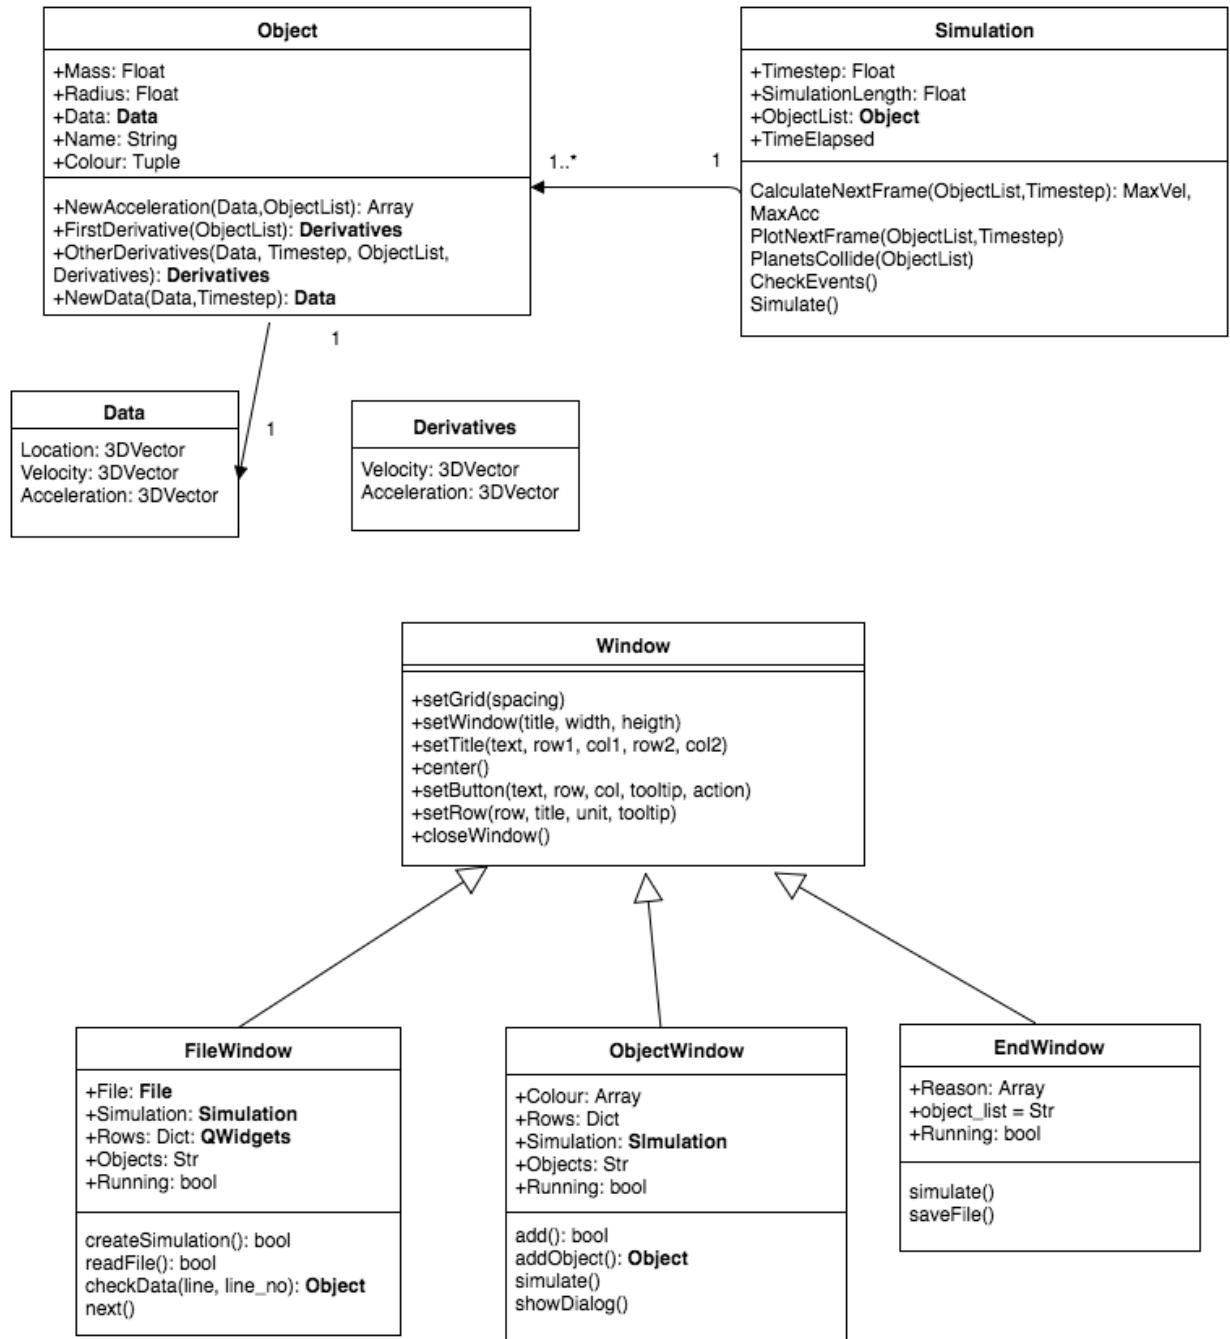 Object
+Mass: Float
+Radius: Float
+Data: Data
+Name: String
+Colour: Tuple
+NewAcceleration(Data,ObjectList): Array
+FirstDerivative(ObjectList): Derivatives
+OtherDerivatives(Data, Timestep, ObjectList,
Derivatives): Derivatives
+NewData(Data,Timestep): Data
1..*
1
Simulation
+Timestep: Float
+SimulationLength: Float
+ObjectList: Object
+TimeElapsed
CalculateNextFrame(ObjectList,Timestep): MaxVel,
MaxAcc
PlotNextFrame(ObjectList,Timestep)
PlanetsCollide(ObjectList)
CheckEvents()
Simulate()
1
1
Data
Location: 3DVector
Velocity: 3DVector
Acceleration: 3DVector
Derivatives
Velocity: 3DVector
Acceleration: 3DVector
Window
+setGrid(spacing)
+setWindow(title, width, heigth)
+setTitle(text, row1, col1, row2, col2)
+center()
+setButton(text, row, col, tooltip, action)
+setRow(row, title, unit, tooltip)
+closeWindow()
FileWindow
+File: File
+Simulation: Simulation
+Rows: Dict: QWidgets
+Objects: Str
+Running: bool
createSimulation(): bool
readFile(): bool
checkData(line, line_no): Object
next()
ObjectWindow
+Colour: Array
+Rows: Dict
+Simulation: SImulation
+Objects: Str
+Running: bool
add(): bool
addObject(): Object
simulate()
showDialog()
EndWindow
+Reason: Array
+object_list = Str
+Running: bool
simulate()
saveFile()